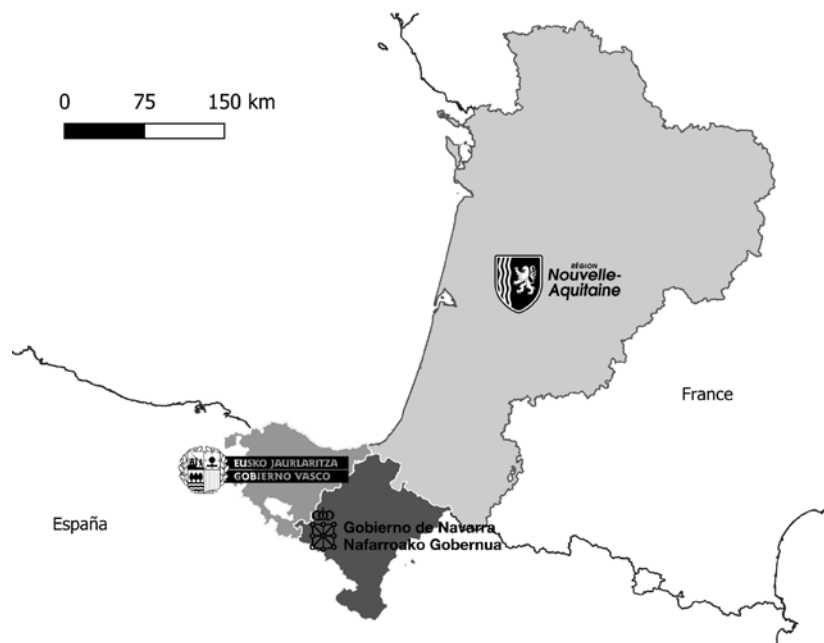 0 75 150 km
RÉGION
Nouvelle-
Aquitaine
France
EUSKO JAURLARITZA
GOBIERNO VASCO
España
Gobierno de Navarra
Nafarroako Gobernua